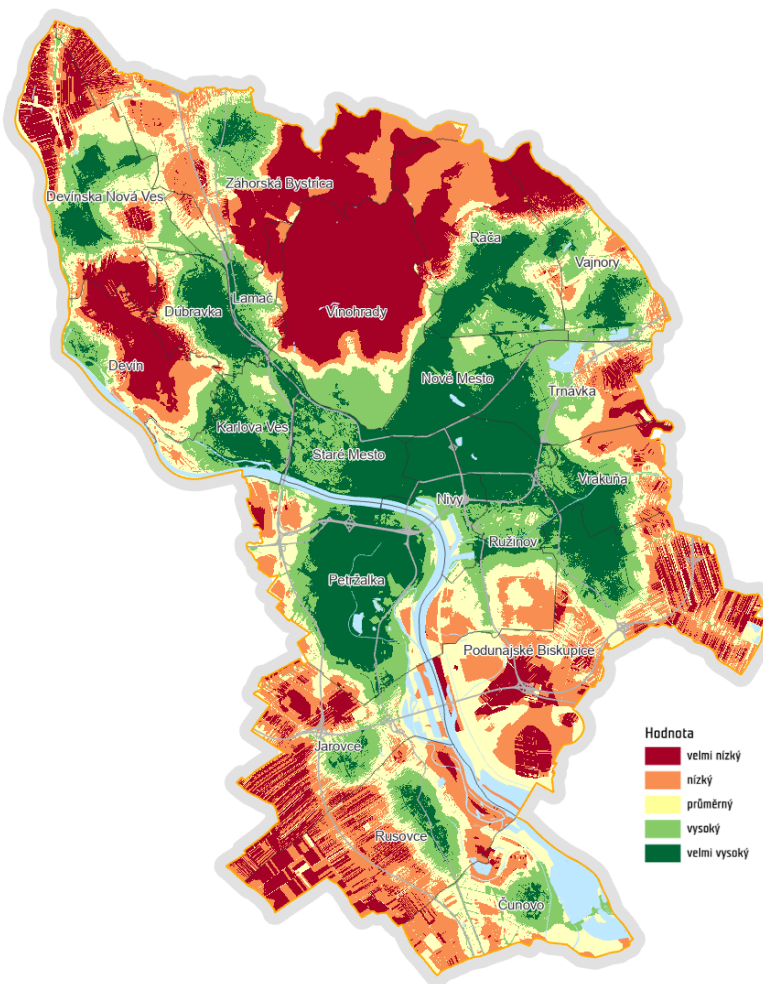 Devínska Nová Ves
Záhorská Bystrica
Rača
Vajnory
Dúbravka
Lamač
Vinohrady
Devín
Nové Mesto
Trnávka
Karlova Ves
Staré Mesto
Vrakuňa
Nivy
Ružinov
Petržalka
Podunajské Biskupice
Jarovce
Rusovce
Čunovo
Hodnota
velmi nízký
nízký
průměrný
vysoký
velmi vysoký